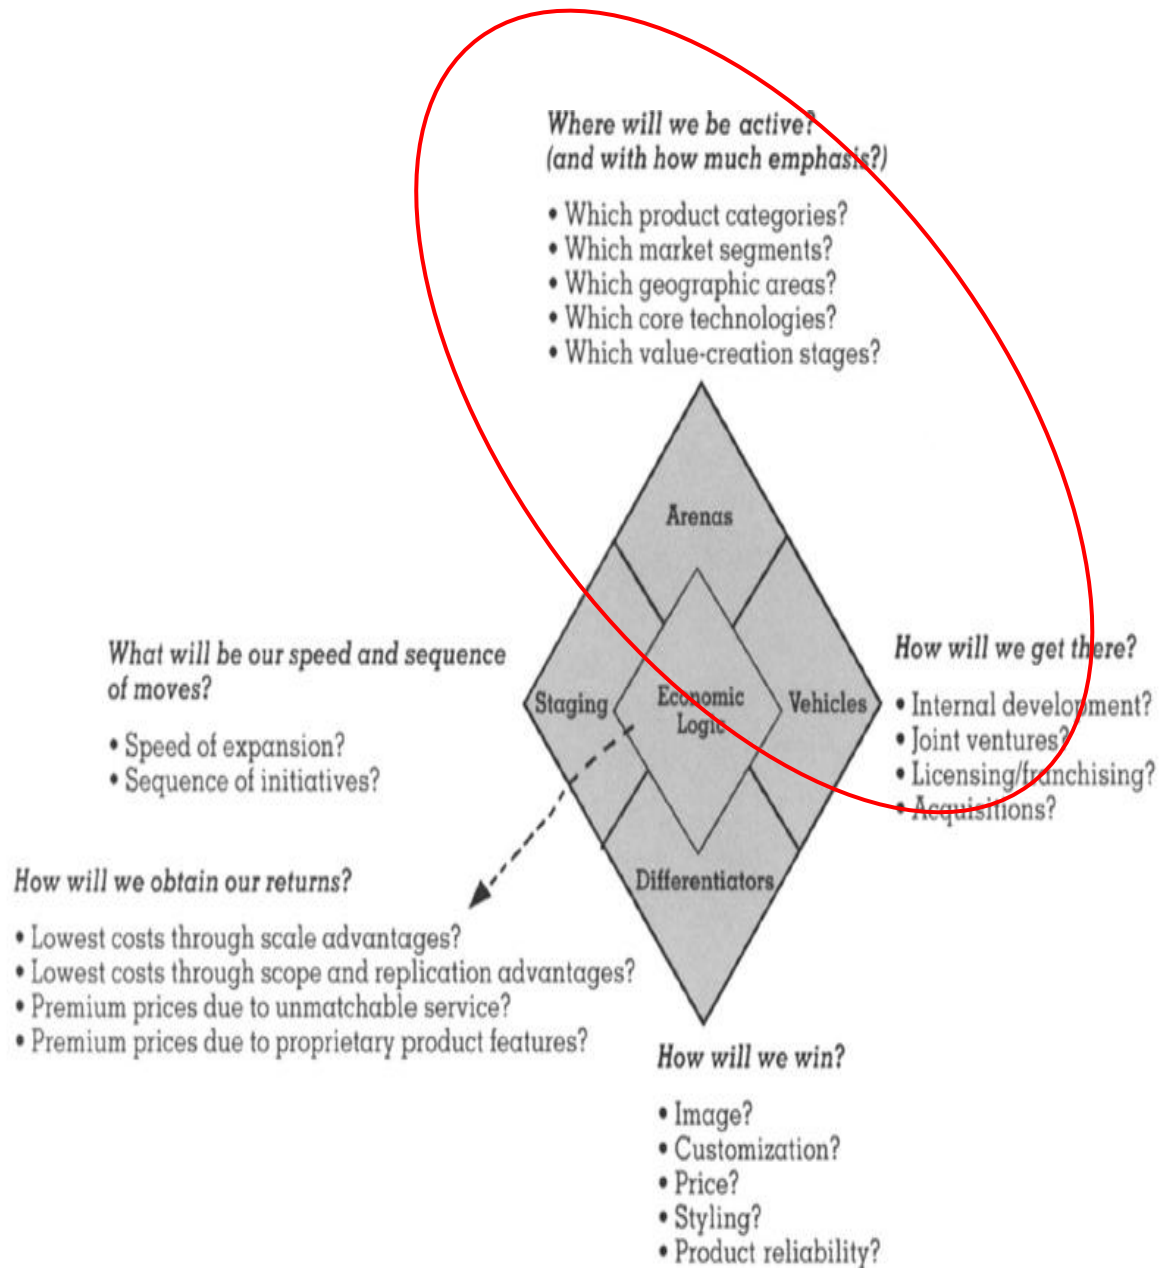 Where will we be active?
(and with how much emphasis?)
• Which product categories?
• Which market segments?
• Which geographic areas?
• Which core technologies?
• Which value-creation stages?
Arenas
What will be our speed and sequence
of moves?
• Speed of expansion?
• Sequence of initiatives?
Staging
Economic
Logic
Vehicles
How will we get there?
• Internal development?
• Joint ventures?
• Licensing/franchising?
• Acquisitions?
Differentiators
How will we obtain our returns?
• Lowest costs through scale advantages?
• Lowest costs through scope and replication advantages?
• Premium prices due to unmatchable service?
• Premium prices due to proprietary product features?
How will we win?
• Image?
• Customization?
• Price?
• Styling?
• Product reliability?